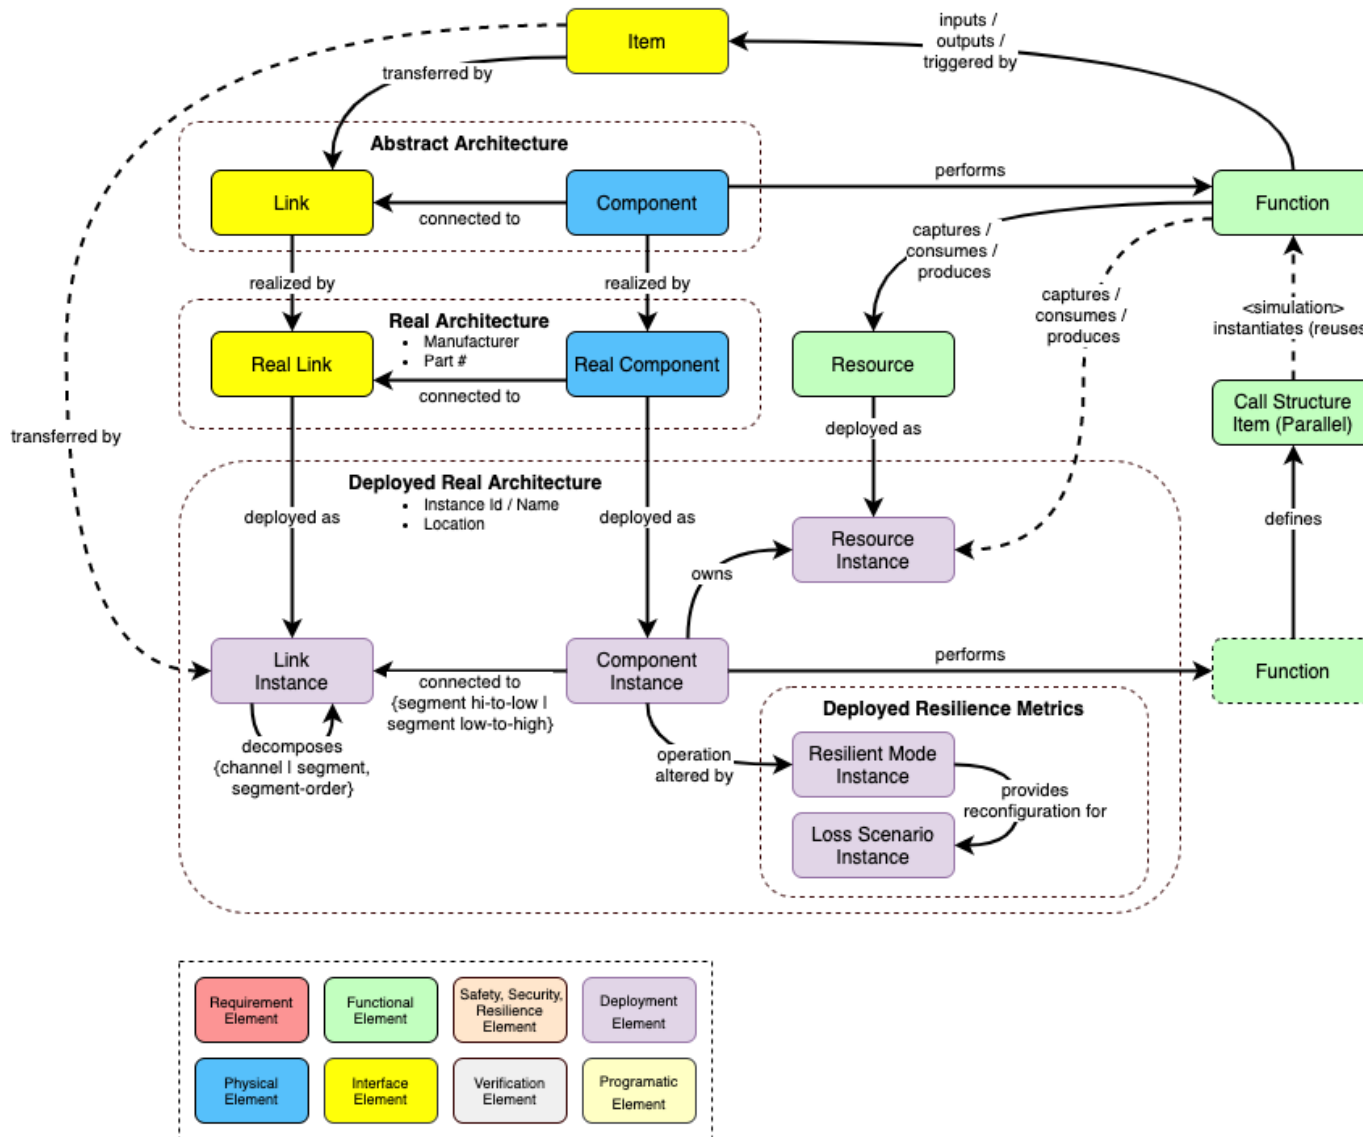 Item
inputs /
outputs /
triggered by
transferred by
Abstract Architecture
Link
connected to
Component
performs
Function
captures /
consumes /
produces
realized by
realized by
captures /
consumes /
produces
<simulation>
instantiates (reuses
Real Architecture
• Manufacturer
• Part #
Real Link
connected to
Real Component
Resource
Call Structure
Item (Parallel)
transferred by
deployed as
Deployed Real Architecture
• Instance Id / Name
• Location
deployed as
deployed as
defines
Resource
Instance
owns
Link
Instance
connected to
{segment hi-to-low |
segment low-to-high}
Component
Instance
performs
Function
decomposes
{channel | segment,
segment-order}
operation
altered by
Deployed Resilience Metrics
Resilient Mode
Instance
provides
reconfiguration for
Loss Scenario
Instance
Requirement
Element
Functional
Element
Safety, Security,
Resilience
Element
Deployment
Element
Physical
Element
Interface
Element
Verification
Element
Programatic
Element